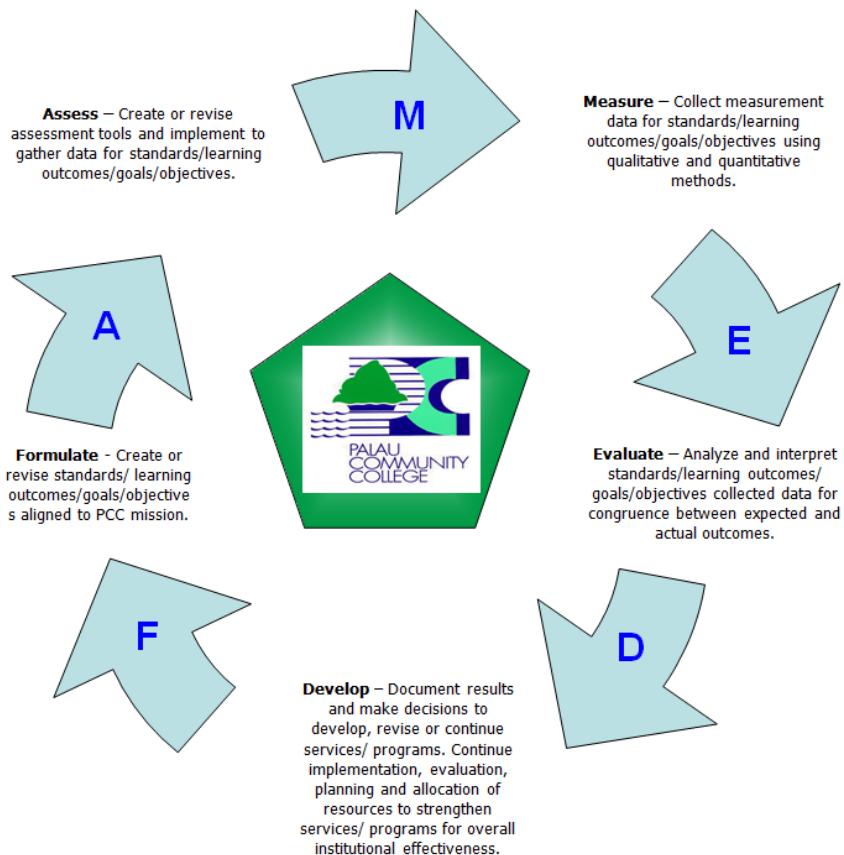 M
Assess – Create or revise
assessment tools and implement to
gather data for standards/learning
outcomes/goals/objectives.
Measure – Collect measurement
data for standards/learning
outcomes/goals/objectives using
qualitative and quantitative
methods.
A
E
PALAU
COMMUNITY
COLLEGE
Formulate - Create or
revise standards/ learning
outcomes/goals/objective
s aligned to PCC mission.
Evaluate – Analyze and interpret
standards/learning outcomes/
goals/objectives collected data for
congruence between expected and
actual outcomes.
F
D
Develop – Document results
and make decisions to
develop, revise or continue
services/ programs. Continue
implementation, evaluation,
planning and allocation of
resources to strengthen
services/ programs for overall
institutional effectiveness.